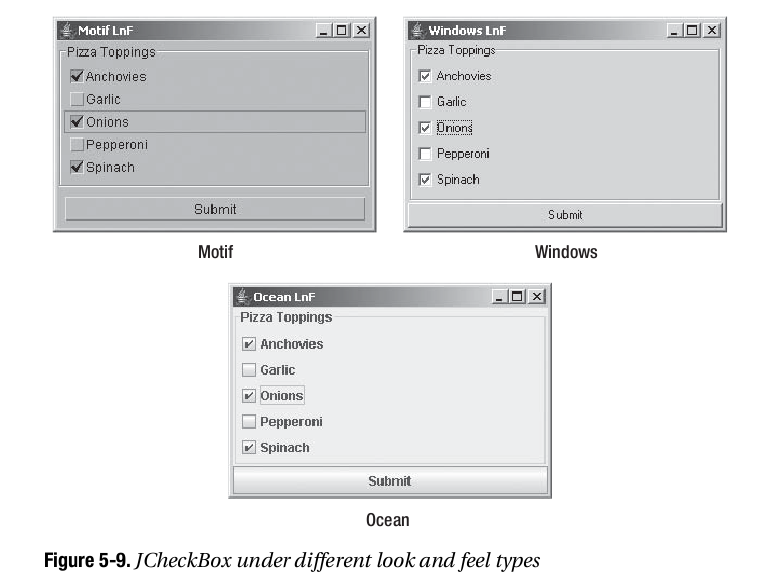 Motif LnF
Pizza Toppings
Anchovies
Garlic
Onions
Pepperoni
Spinach
Submit
Motif
Windows LnF
Pizza Toppings
Anchovies
Garlic
Onions
Pepperoni
Spinach
Submit
Windows
Ocean LnF
Pizza Toppings
Anchovies
Garlic
Onions
Pepperoni
Spinach
Submit
Ocean
Figure 5-9. JCheckBox under different look and feel types